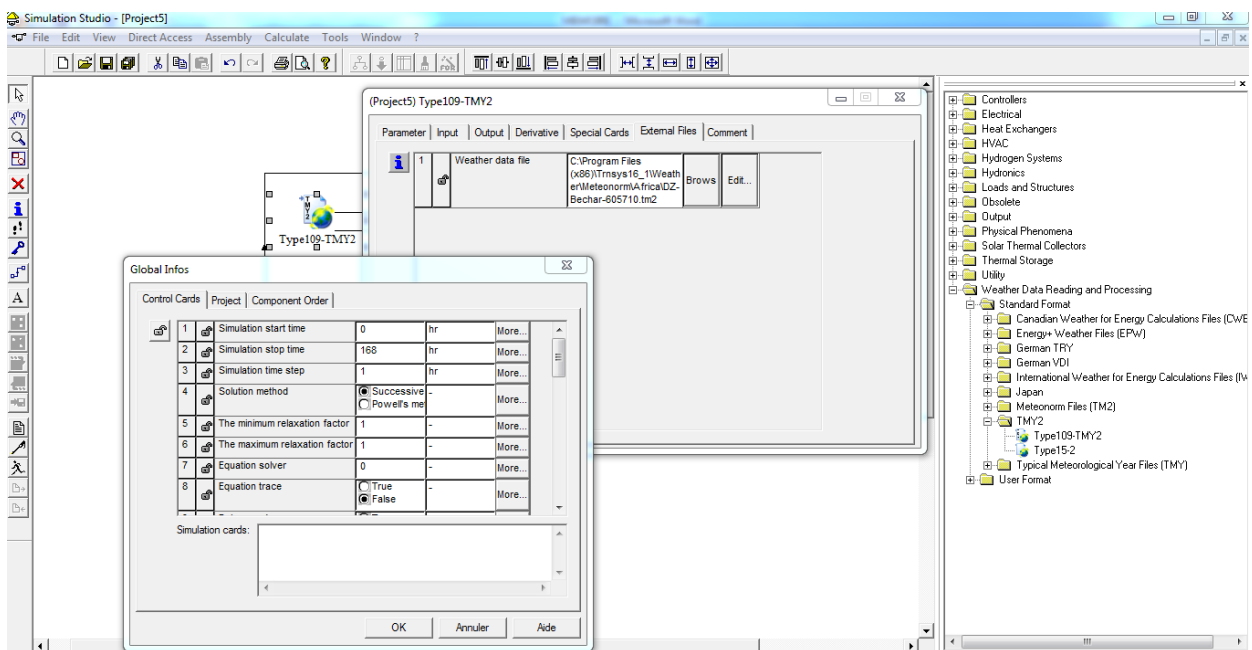 Simulation Studio - [Project5]
File Edit View Direct Access Assembly Calculate Tools Window ?
(Project5) Type109-TMY2
Parameter Input Output Derivative Special Cards External Files Comment
1 Weather data file
C:\Program Files
(x86)\Trnsys16_1\Weath
er\Meteonorm\Africa\DZ-
Bechar-605710.tm2
Brows Edit...
TMY2
Type109-TMY2
Global Infos
Control Cards Project Component Order
1 Simulation start time 0 hr More...
2 Simulation stop time 168 hr More...
3 Simulation time step 1 hr More...
4 Solution method Successive - More...
Powell's me
5 The minimum relaxation factor 1 - More...
6 The maximum relaxation factor 1 - More...
7 Equation solver 0 - More...
8 Equation trace True - More...
False
Simulation cards:
OK Annuler Aide
Controllers
Electrical
Heat Exchangers
HVAC
Hydrogen Systems
Hydronics
Loads and Structures
Obsolete
Output
Physical Phenomena
Solar Thermal Collectors
Thermal Storage
Utility
Weather Data Reading and Processing
Standard Format
Canadian Weather for Energy Calculations Files (CWE
Energy+ Weather Files (EPW)
German TRY
German VDI
International Weather for Energy Calculations Files (IW
Japan
Meteonorm Files (TM2)
TMY2
Type109-TMY2
Type15-2
Typical Meteorological Year Files (TMY)
User Format